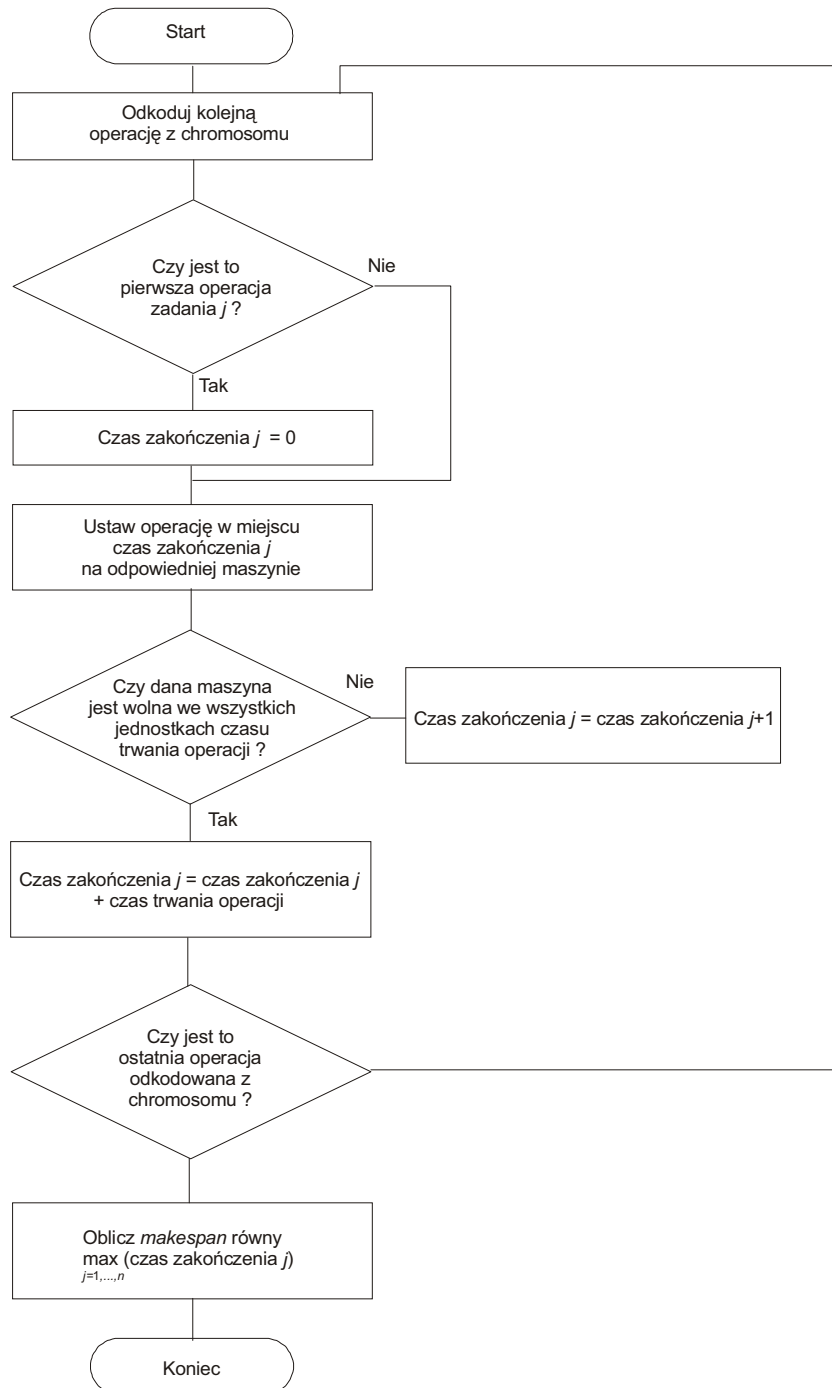 Start
Odkoduj kolejną
operację z chromosomu
Czy jest to
pierwsza operacja
zadania j ?
Nie
Tak
Czas zakończenia j = 0
Ustaw operację w miejscu
czas zakończenia j
na odpowiedniej maszynie
Czy dana maszyna
jest wolna we wszystkich
jednostkach czasu
trwania operacji ?
Nie
Czas zakończenia j = czas zakończenia j+1
Tak
Czas zakończenia j = czas zakończenia j
+ czas trwania operacji
Czy jest to
ostatnia operacja
odkodowana z
chromosomu ?
Oblicz makespan równy
max (czas zakończenia j)
j=1,...,n
Koniec